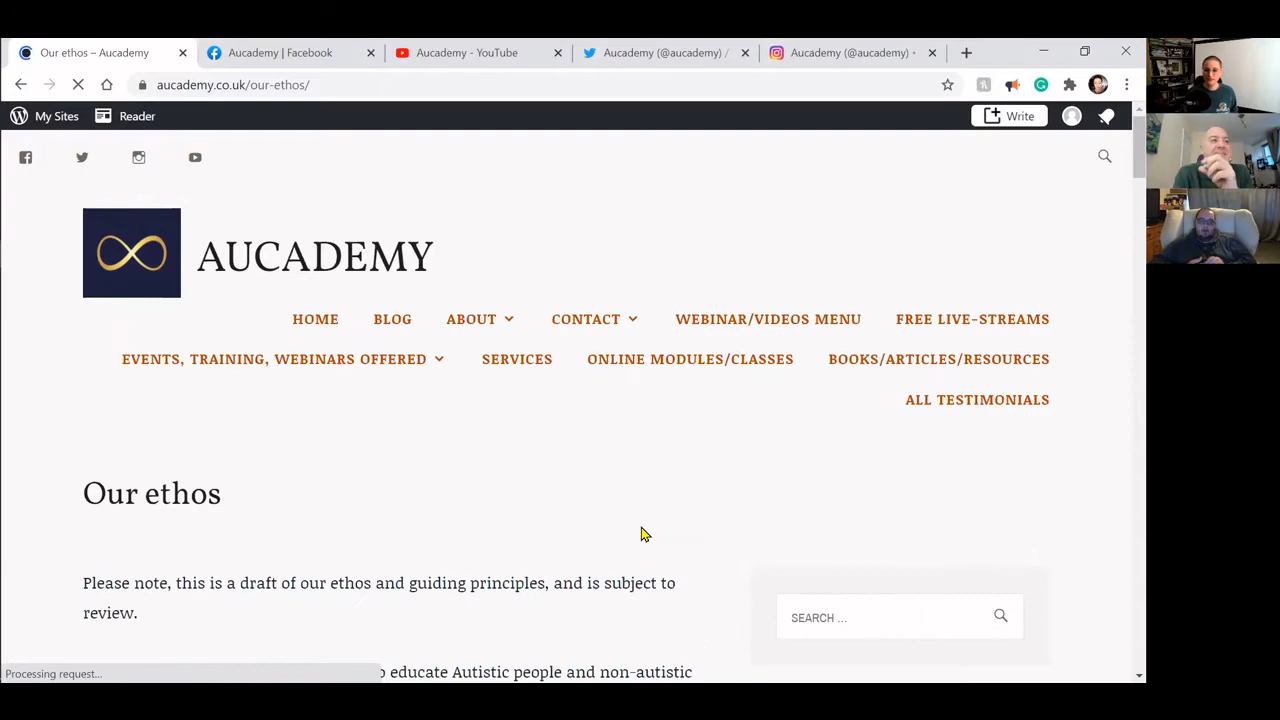 Our ethos – Aucademy
Aucademy | Facebook
Aucademy - YouTube
Aucademy (@aucademy) /
Aucademy (@aucademy) •
aucademy.co.uk/our-ethos/
My Sites
Reader
Write
AUCADEMY
HOME BLOG ABOUT CONTACT WEBINAR/VIDEOS MENU FREE LIVE-STREAMS
EVENTS, TRAINING, WEBINARS OFFERED SERVICES ONLINE MODULES/CLASSES BOOKS/ARTICLES/RESOURCES
ALL TESTIMONIALS
Our ethos
Please note, this is a draft of our ethos and guiding principles, and is subject to
review.
SEARCH ...
educate Autistic people and non-autistic
Processing request...